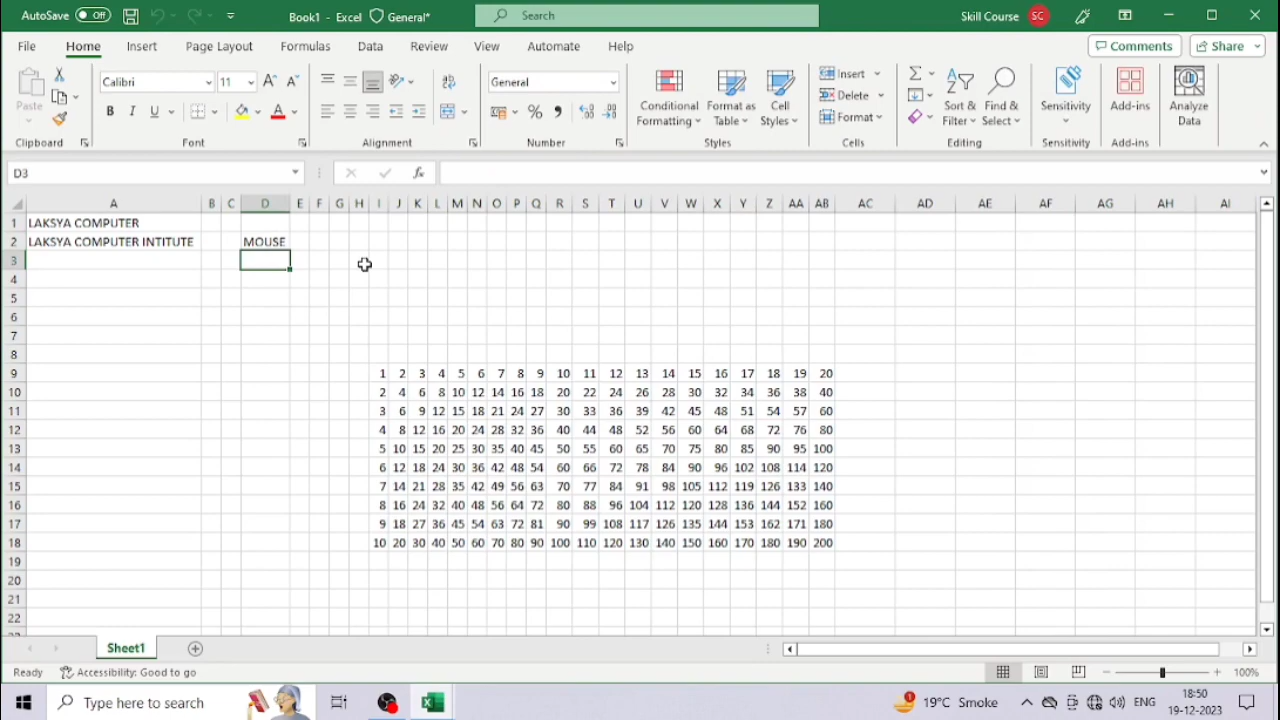 AutoSave Off Book1 - Excel General* Search Skill Course SC
File Home Insert Page Layout Formulas Data Review View Automate Help Comments Share
Paste Calibri 11 A A General Conditional Formatting Format as Table Cell Styles Insert Delete Format Sort & Filter Find & Select Sensitivity Add-ins Analyze Data
B I U A % 9
Clipboard Font Alignment Number Styles Cells Editing Sensitivity Add-ins
D3 fx
A B C D E F G H I J K L M N O P Q R S T U V W X Y Z AA AB AC AD AE AF AG AH AI
1 LAKSYA COMPUTER
2 LAKSYA COMPUTER INTITUTE MOUSE
3
4
5
6
7
8
9 1 2 3 4 5 6 7 8 9 10 11 12 13 14 15 16 17 18 19 20
10 2 4 6 8 10 12 14 16 18 20 22 24 26 28 30 32 34 36 38 40
11 3 6 9 12 15 18 21 24 27 30 33 36 39 42 45 48 51 54 57 60
12 4 8 12 16 20 24 28 32 36 40 44 48 52 56 60 64 68 72 76 80
13 5 10 15 20 25 30 35 40 45 50 55 60 65 70 75 80 85 90 95 100
14 6 12 18 24 30 36 42 48 54 60 66 72 78 84 90 96 102 108 114 120
15 7 14 21 28 35 42 49 56 63 70 77 84 91 98 105 112 119 126 133 140
16 8 16 24 32 40 48 56 64 72 80 88 96 104 112 120 128 136 144 152 160
17 9 18 27 36 45 54 63 72 81 90 99 108 117 126 135 144 153 162 171 180
18 10 20 30 40 50 60 70 80 90 100 110 120 130 140 150 160 170 180 190 200
19
20
21
22
Sheet1
Ready Accessibility: Good to go 100%
Type here to search 1 19°C Smoke ENG 18:50
19-12-2023